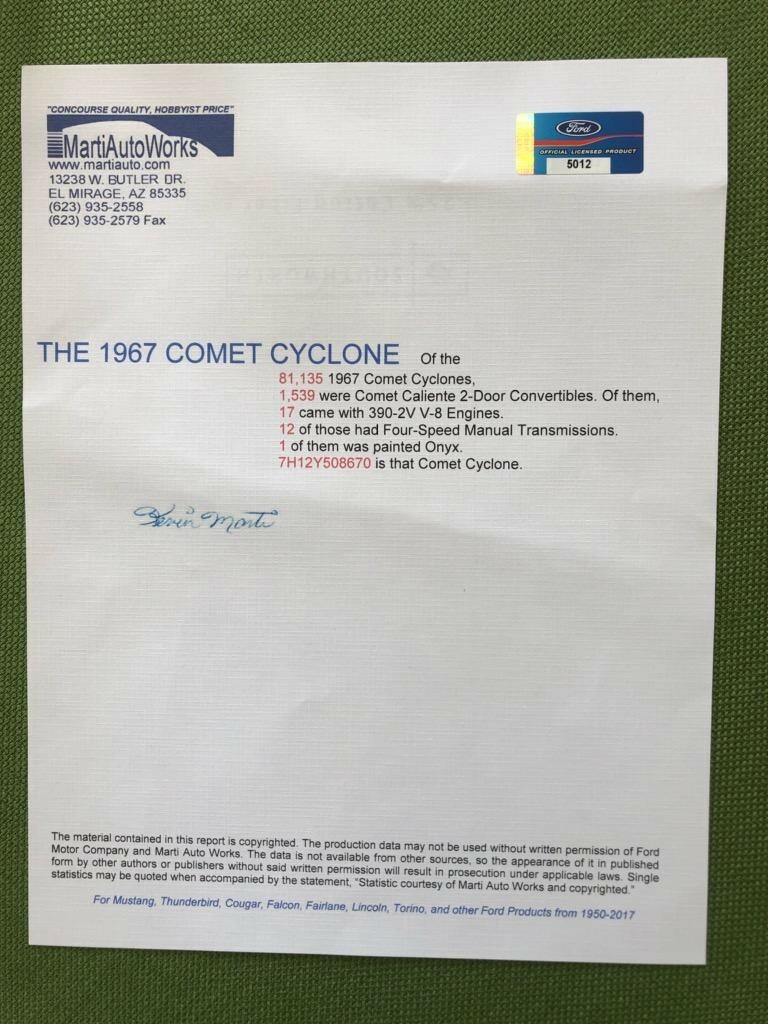 "CONCOURSE QUALITY, HOBBYIST PRICE"
MartiAutoWorks
www.martiauto.com
13238 W. BUTLER DR.
EL MIRAGE, AZ 85335
(623) 935-2558
(623) 935-2579 Fax
Ford
OFFICIAL LICENSED PRODUCT
5012
THE 1967 COMET CYCLONE Of the
81,135 1967 Comet Cyclones,
1,539 were Comet Caliente 2-Door Convertibles. Of them,
17 came with 390-2V V-8 Engines.
12 of those had Four-Speed Manual Transmissions.
1 of them was painted Onyx.
7H12Y508670 is that Comet Cyclone.
Kevin Marti
The material contained in this report is copyrighted. The production data may not be used without written permission of Ford
Motor Company and Marti Auto Works. The data is not available from other sources, so the appearance of it in published
form by other authors or publishers without said written permission will result in prosecution under applicable laws. Single
statistics may be quoted when accompanied by the statement, "Statistic courtesy of Marti Auto Works and copyrighted."
For Mustang, Thunderbird, Cougar, Falcon, Fairlane, Lincoln, Torino, and other Ford Products from 1950-2017